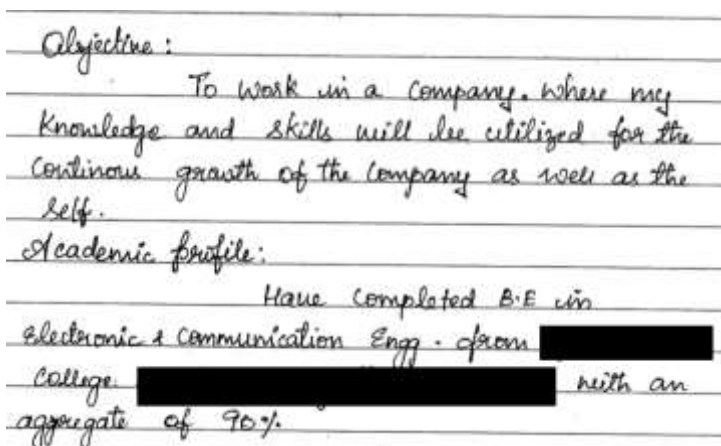 Objective :
To work in a company. where my
Knowledge and skills will be utilized for the
Continous growth of the Company as well as the
self.
Academic profile:
Have completed B.E in
Electronic & Communication Engg. from
College with an
aggregate of 90%.